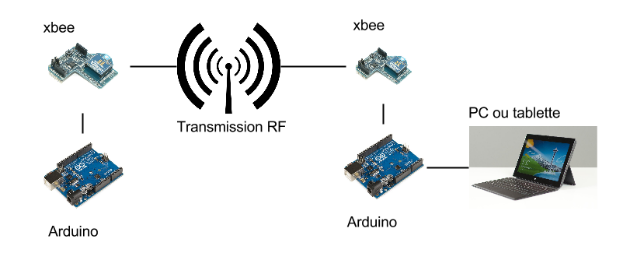 xbee
xbee
Transmission RF
PC ou tablette
Arduino
Arduino